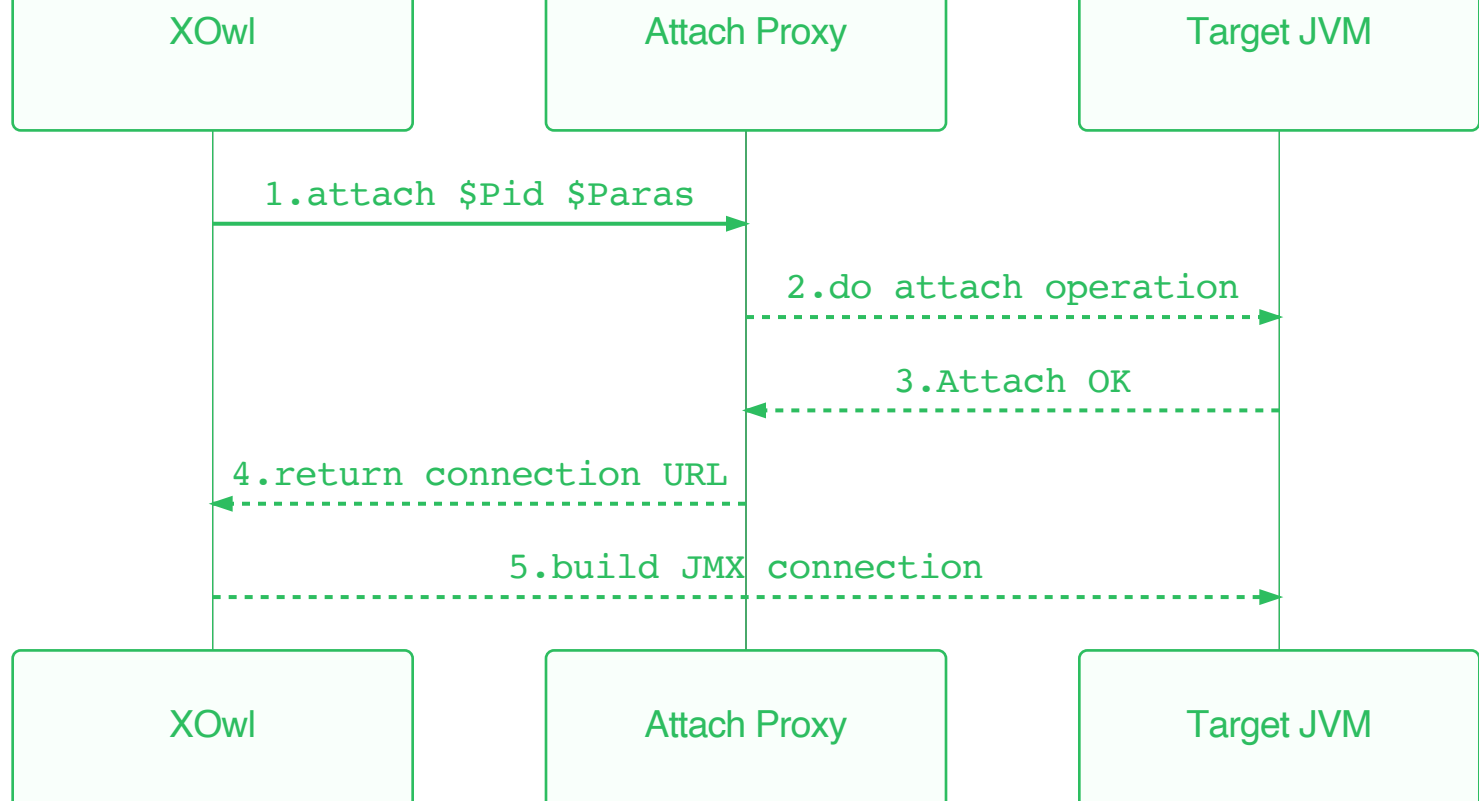 XOwl
Attach Proxy
Target JVM
1.attach $Pid $Paras
2.do attach operation
3.Attach OK
4.return connection URL
5.build JMX connection
XOwl
Attach Proxy
Target JVM